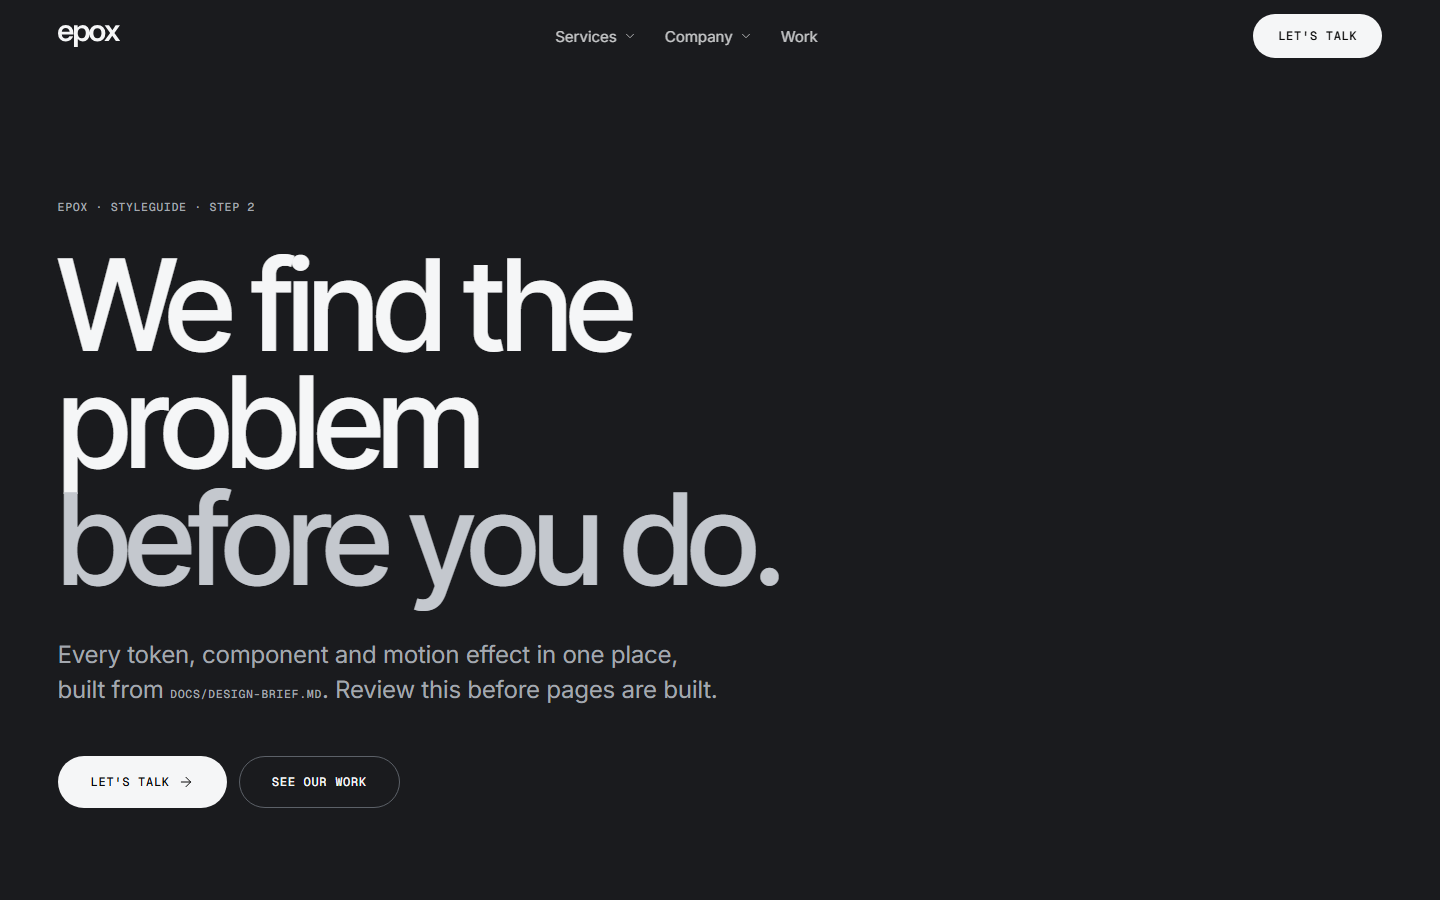 epox
Services
Company
Work
LET'S TALK
EPOX · STYLEGUIDE · STEP 2
We find the
problem
before you do.
Every token, component and motion effect in one place,
built from DOCS/DESIGN-BRIEF.MD. Review this before pages are built.
LET'S TALK →
SEE OUR WORK